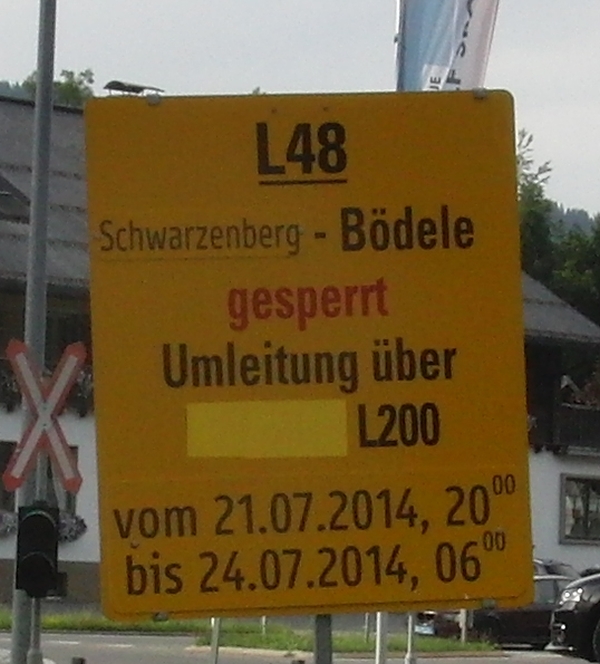 L48
Schwarzenberg - Bödele
gesperrt
Umleitung über
L200
vom 21.07.2014, 20⁰⁰
bis 24.07.2014, 06⁰⁰